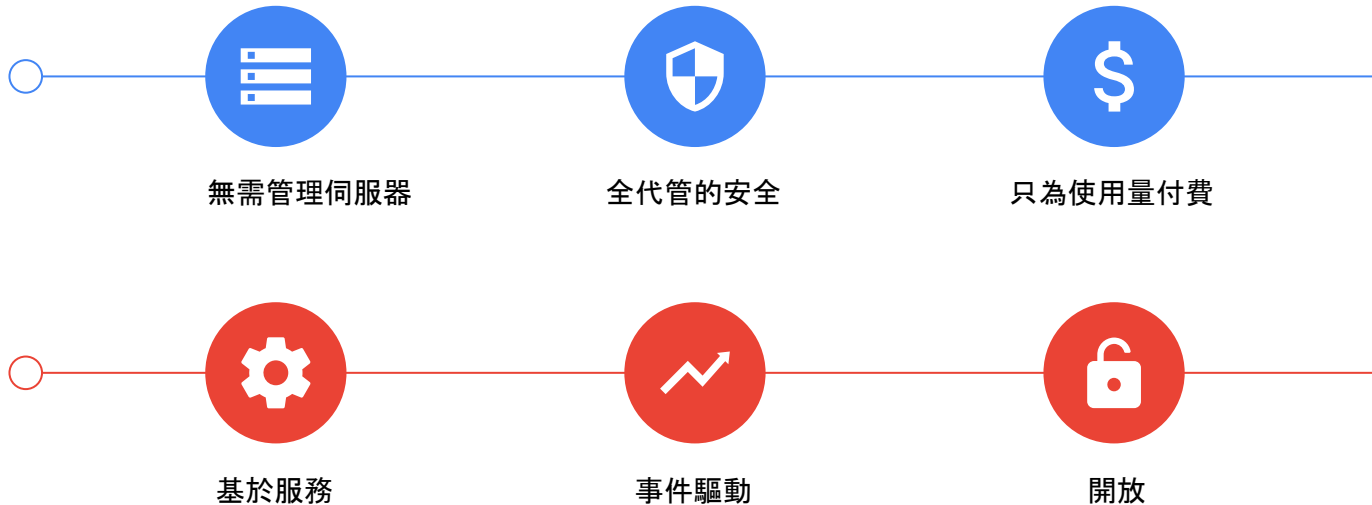 無需管理伺服器
全代管的安全
只為使用量付費
基於服務
事件驅動
開放